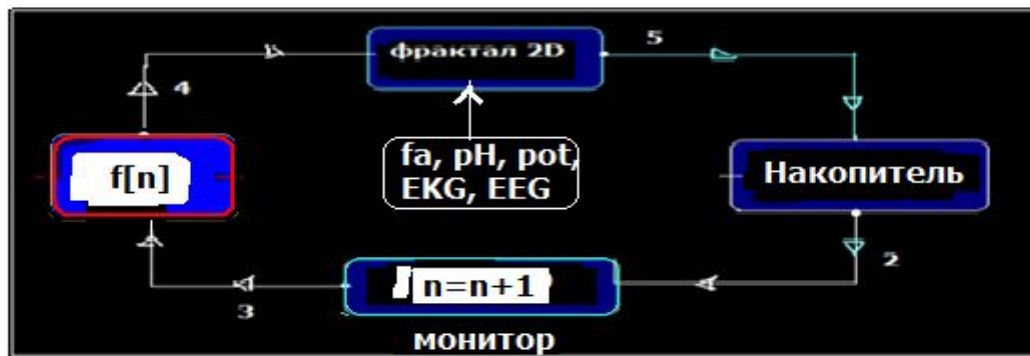 фрактал 2D
5
4
fa, pH, pot,
EKG, EEG
f[n]
Накопитель
2
n=n+1
3
монитор